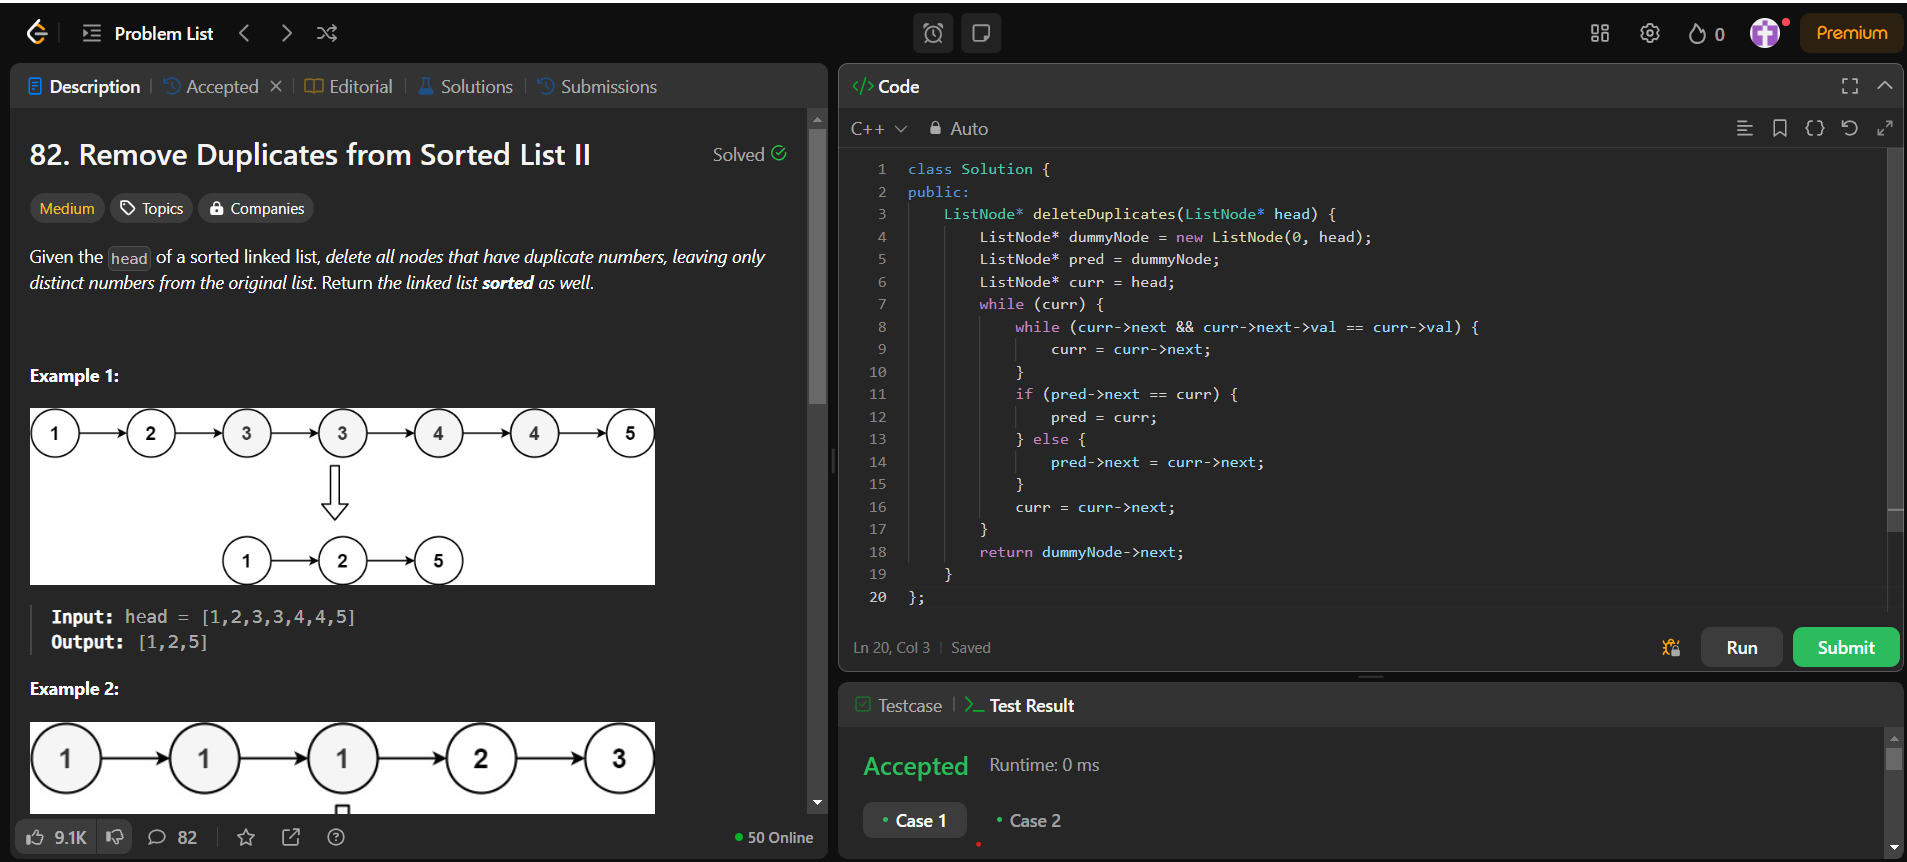 Problem List
0
Premium
Description
Accepted
Editorial
Solutions
Submissions
82. Remove Duplicates from Sorted List II
Solved
Medium
Topics
Companies
Given the head of a sorted linked list, delete all nodes that have duplicate numbers, leaving only
distinct numbers from the original list. Return the linked list sorted as well.
Example 1:
1 2 3 3 4 4 5
1 2 5
Input: head = [1,2,3,3,4,4,5]
Output: [1,2,5]
Example 2:
1 1 1 2 3
9.1K
82
50 Online
</> Code
C++
Auto
1 class Solution {
2 public:
3 ListNode* deleteDuplicates(ListNode* head) {
4 ListNode* dummyNode = new ListNode(0, head);
5 ListNode* pred = dummyNode;
6 ListNode* curr = head;
7 while (curr) {
8 while (curr->next && curr->next->val == curr->val) {
9 curr = curr->next;
10 }
11 if (pred->next == curr) {
12 pred = curr;
13 } else {
14 pred->next = curr->next;
15 }
16 curr = curr->next;
17 }
18 return dummyNode->next;
19 }
20 };
Ln 20, Col 3 | Saved
Run
Submit
Testcase
Test Result
Accepted
Runtime: 0 ms
Case 1
Case 2